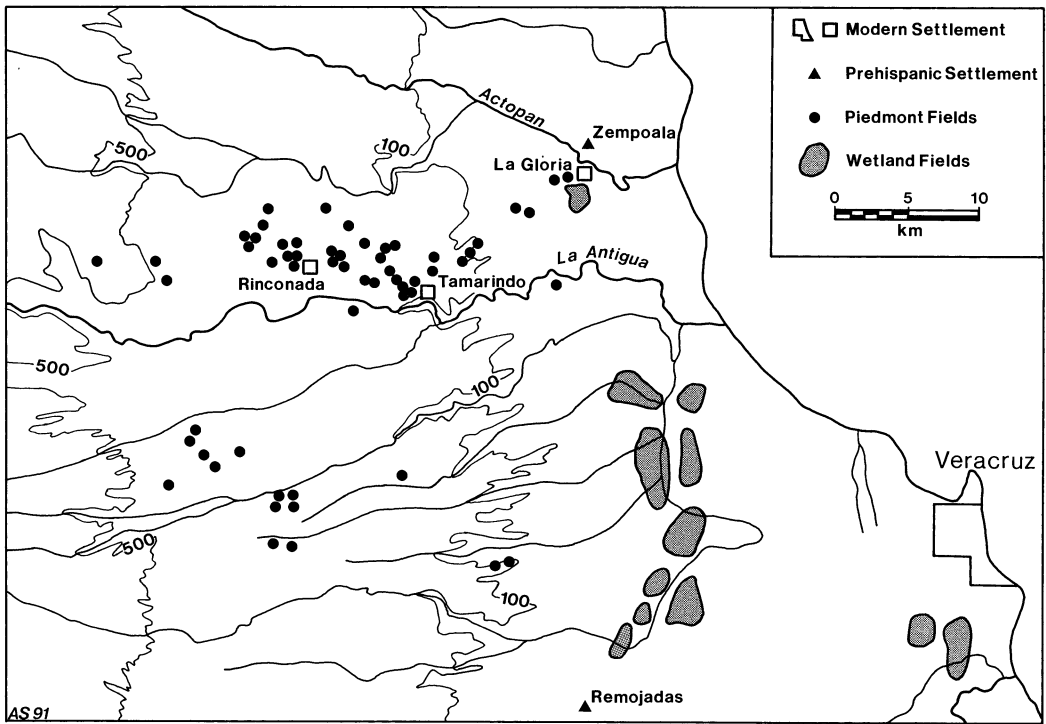 Modern Settlement
Prehispanic Settlement
Piedmont Fields
Wetland Fields
0 5 10
km
Actopan
Zempoala
100
500
La Gloria
La Antigua
Rinconada
Tamarindo
500
100
Veracruz
500
100
Remojadas
AS 91